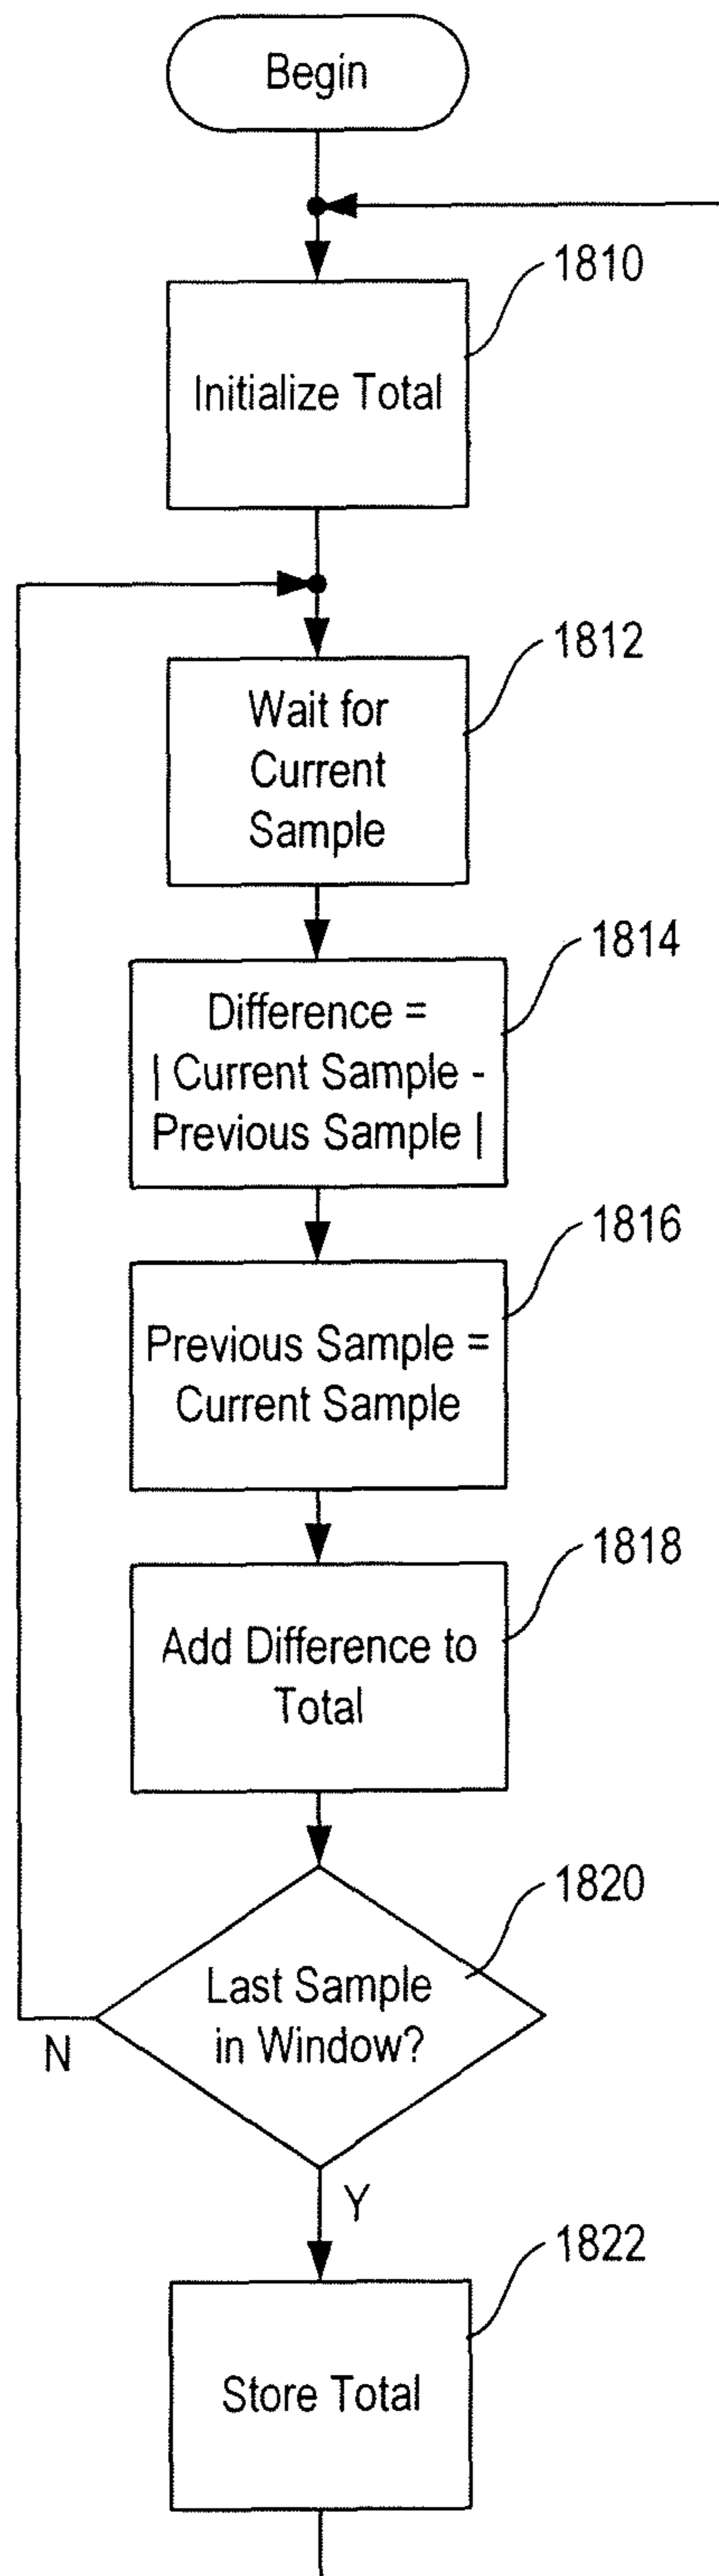 Begin
1810
Initialize Total
1812
Wait for
Current
Sample
1814
Difference =
| Current Sample -
Previous Sample |
1816
Previous Sample =
Current Sample
1818
Add Difference to
Total
1820
Last Sample
in Window?
N
Y
1822
Store Total